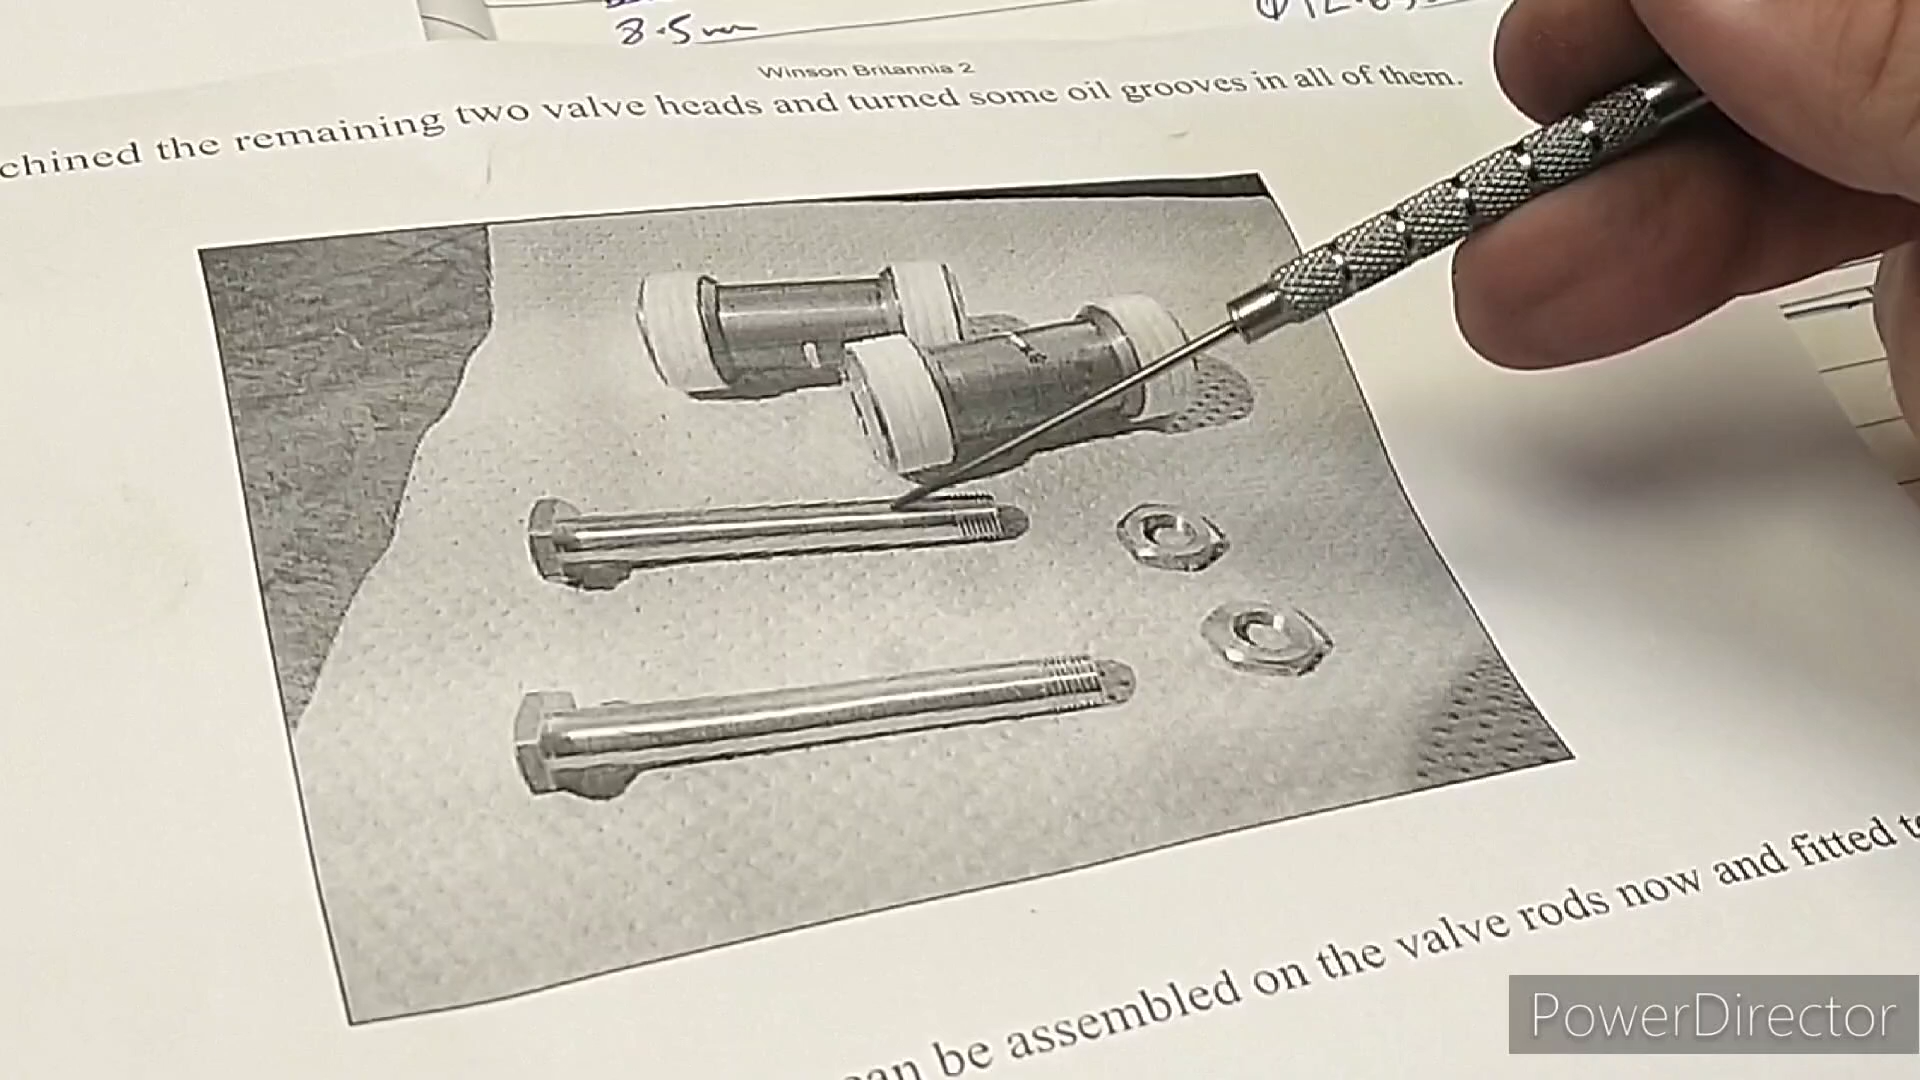 8.5mm
Winson Britannia 2
chined the remaining two valve heads and turned some oil grooves in all of them.
can be assembled on the valve rods now and fitted
PowerDirector